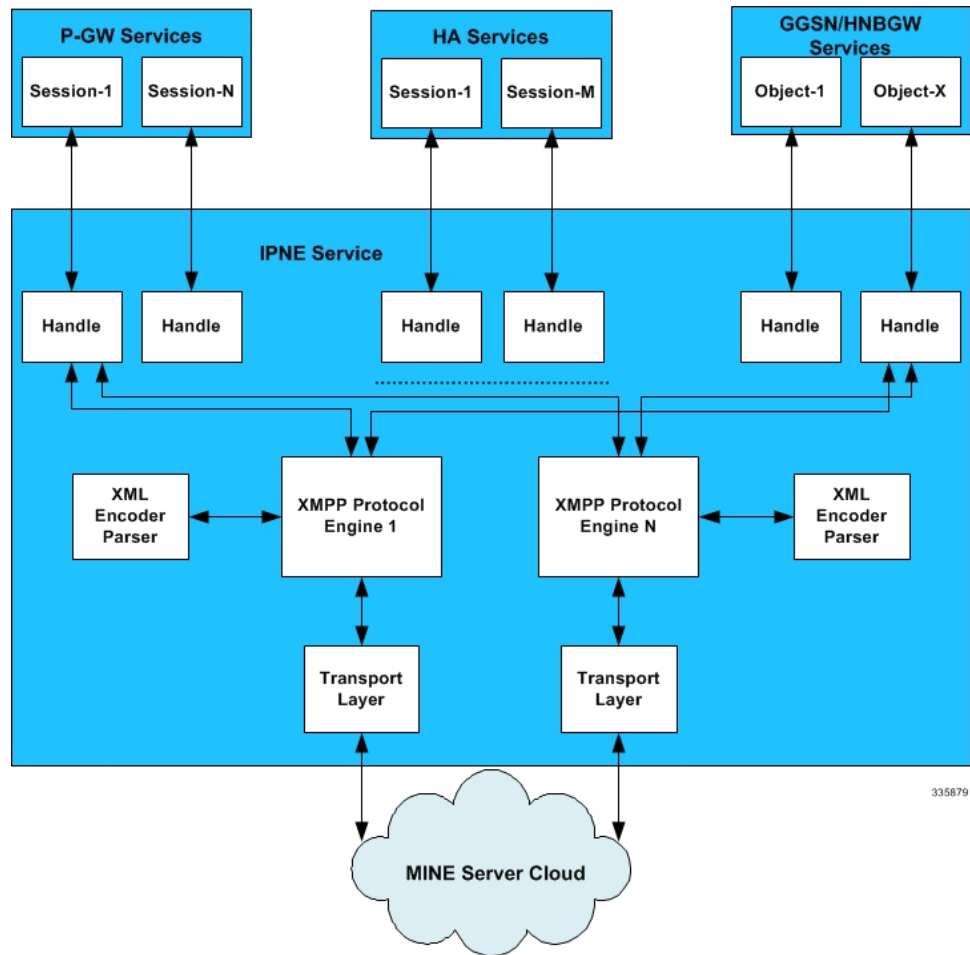 P-GW Services
HA Services
GGSN/HNBGW
Services
Session-1
Session-N
Session-1
Session-M
Object-1
Object-X
IPNE Service
Handle
Handle
Handle
Handle
Handle
Handle
XML
Encoder
Parser
XMPP Protocol
Engine 1
XMPP Protocol
Engine N
XML
Encoder
Parser
Transport
Layer
Transport
Layer
335879
MINE Server Cloud